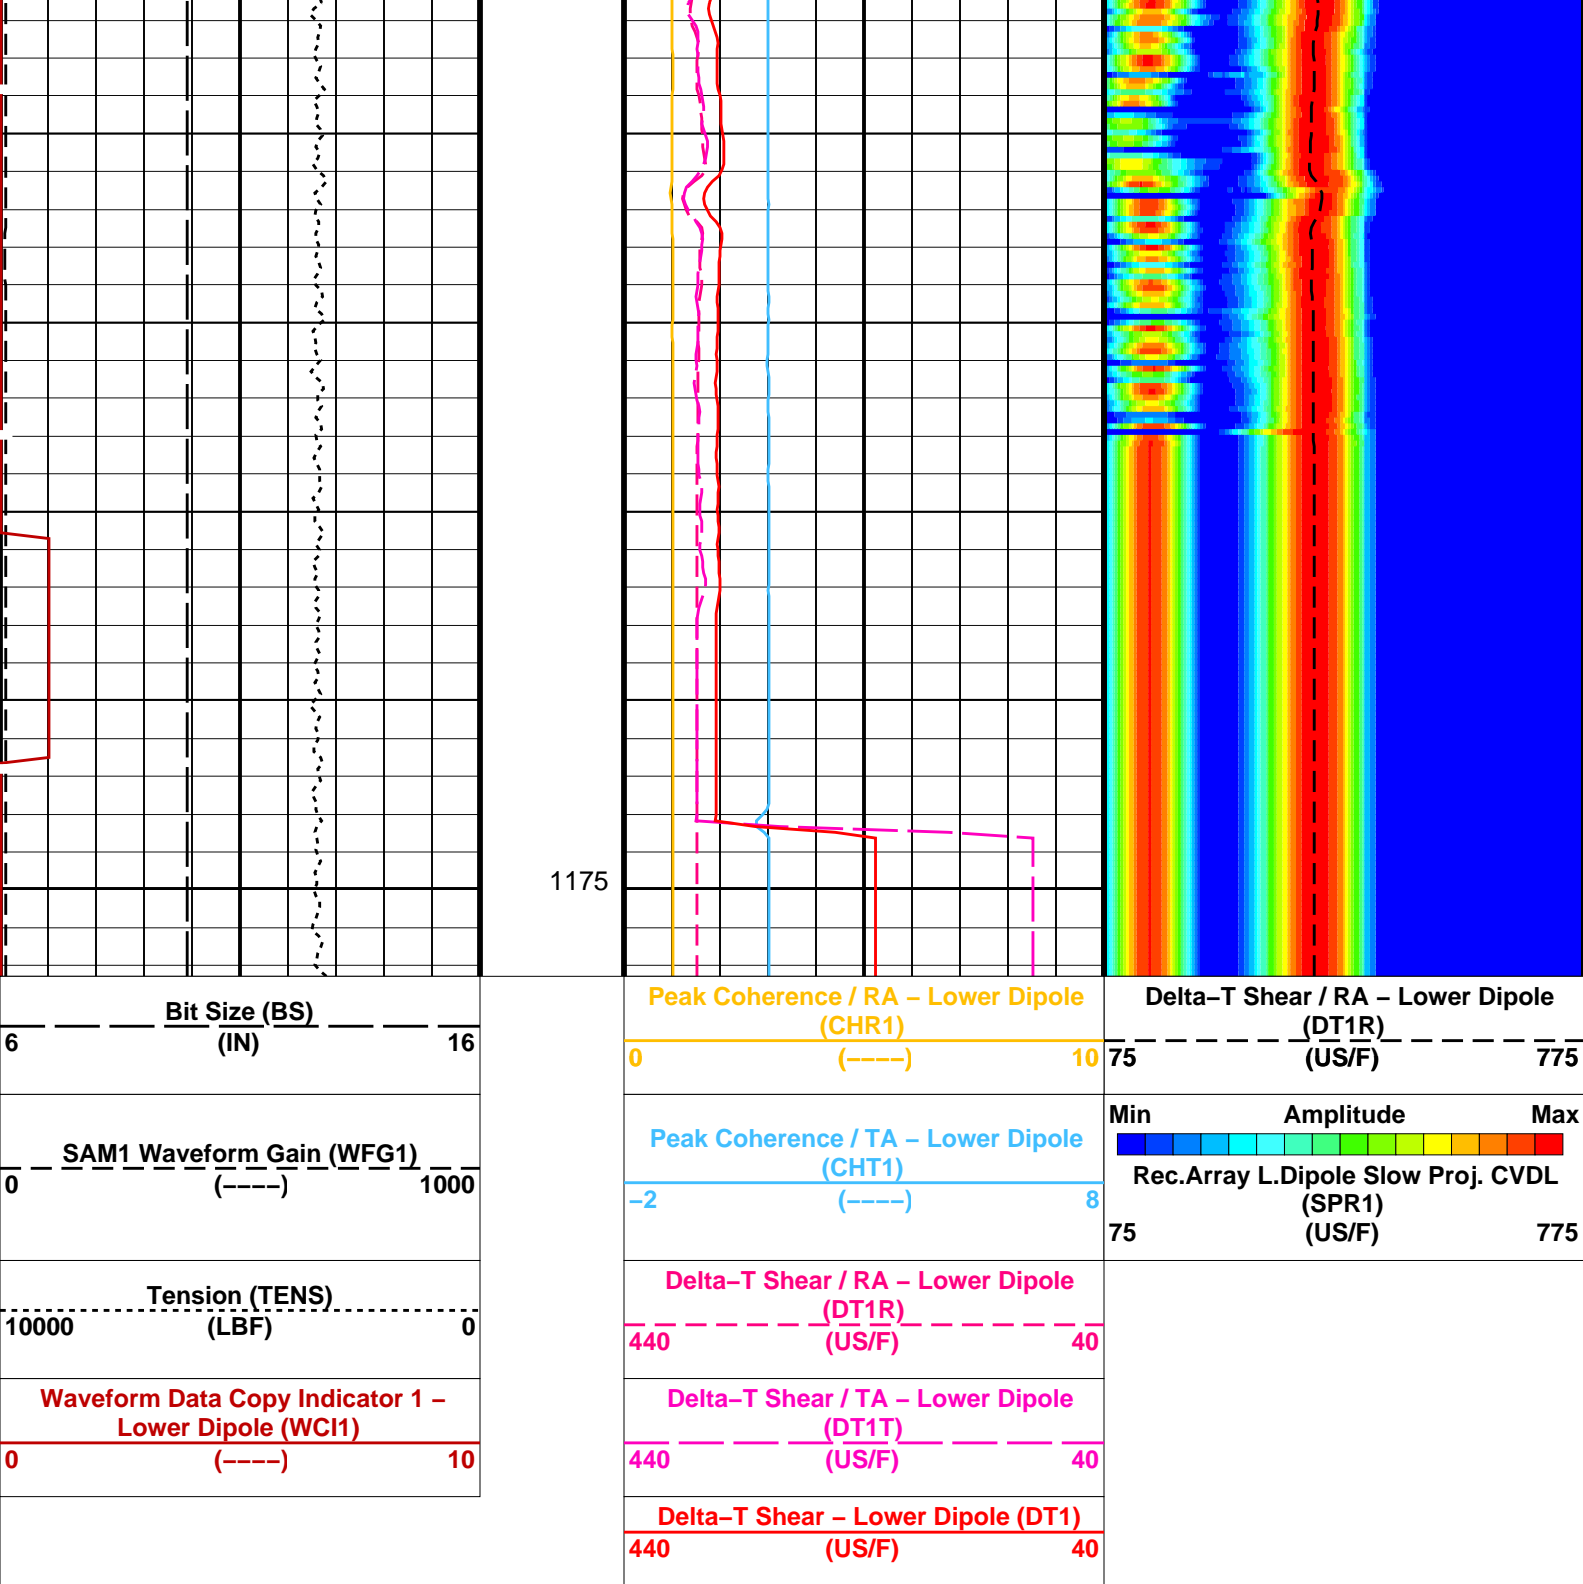 1175
Bit Size (BS)
6 (IN) 16
SAM1 Waveform Gain (WFG1)
0 (----) 1000
Tension (TENS)
10000 (LBF) 0
Waveform Data Copy Indicator 1 –
Lower Dipole (WCI1)
0 (----) 10
Peak Coherence / RA – Lower Dipole
(CHR1)
0 (----) 10
Peak Coherence / TA – Lower Dipole
(CHT1)
–2 (----) 8
Delta–T Shear / RA – Lower Dipole
(DT1R)
440 (US/F) 40
Delta–T Shear / TA – Lower Dipole
(DT1T)
440 (US/F) 40
Delta–T Shear – Lower Dipole (DT1)
440 (US/F) 40
Delta–T Shear / RA – Lower Dipole
(DT1R)
75 (US/F) 775
Min Amplitude Max
Rec.Array L.Dipole Slow Proj. CVDL
(SPR1)
75 (US/F) 775